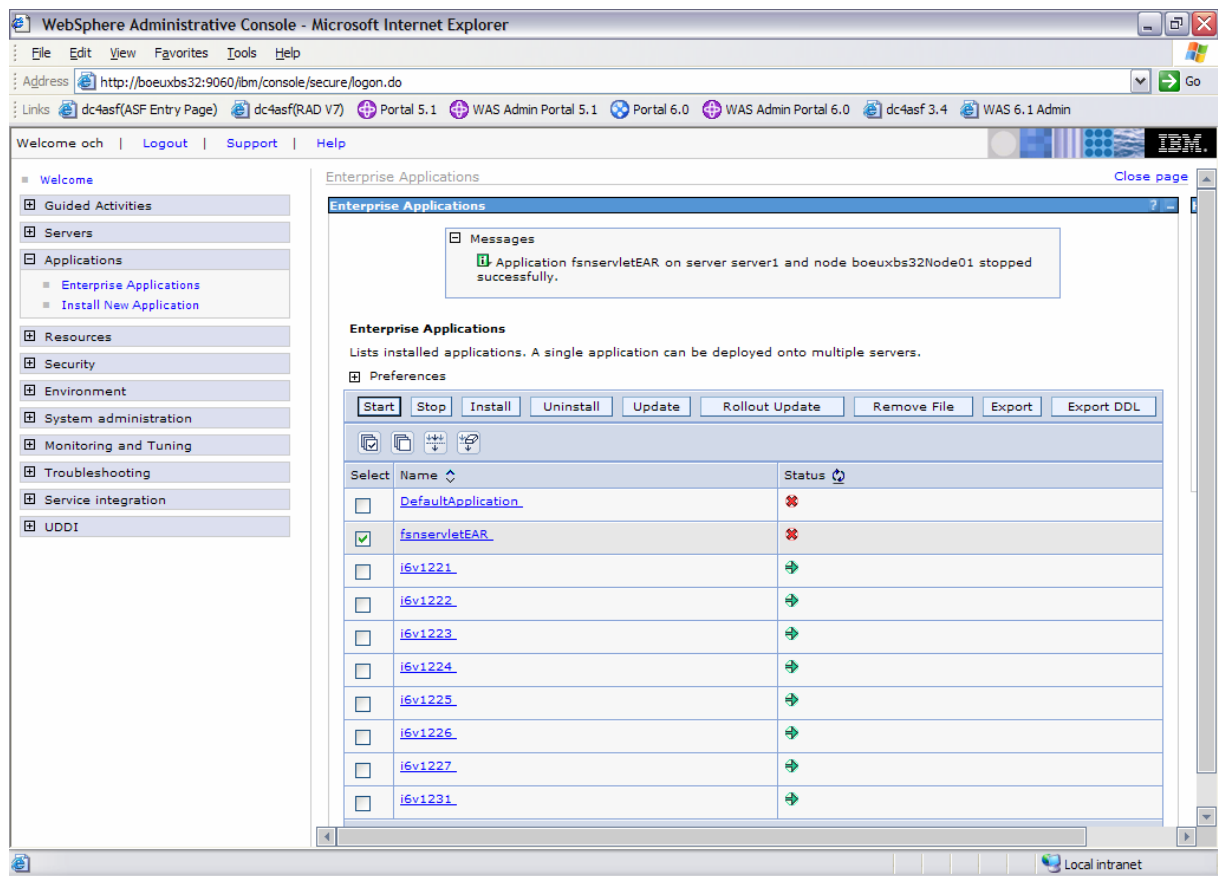 WebSphere Administrative Console - Microsoft Internet Explorer
File Edit View Favorites Tools Help
Address http://boeuxbs32:9060/ibm/console/secure/logon.do Go
Links dc4asf(ASF Entry Page) dc4asf(RAD V7) Portal 5.1 WAS Admin Portal 5.1 Portal 6.0 WAS Admin Portal 6.0 dc4asf 3.4 WAS 6.1 Admin
Welcome och | Logout | Support | Help IBM.
Welcome
Guided Activities
Servers
Applications
Enterprise Applications
Install New Application
Resources
Security
Environment
System administration
Monitoring and Tuning
Troubleshooting
Service integration
UDDI
Enterprise Applications Close page
Enterprise Applications ?
Messages
Application fsnservletEAR on server server1 and node boeuxbs32Node01 stopped
successfully.
Enterprise Applications
Lists installed applications. A single application can be deployed onto multiple servers.
Preferences
Start Stop Install Uninstall Update Rollout Update Remove File Export Export DDL
Select Name Status
DefaultApplication
fsnservletEAR
i6v1221
i6v1222
i6v1223
i6v1224
i6v1225
i6v1226
i6v1227
i6v1231
Local intranet